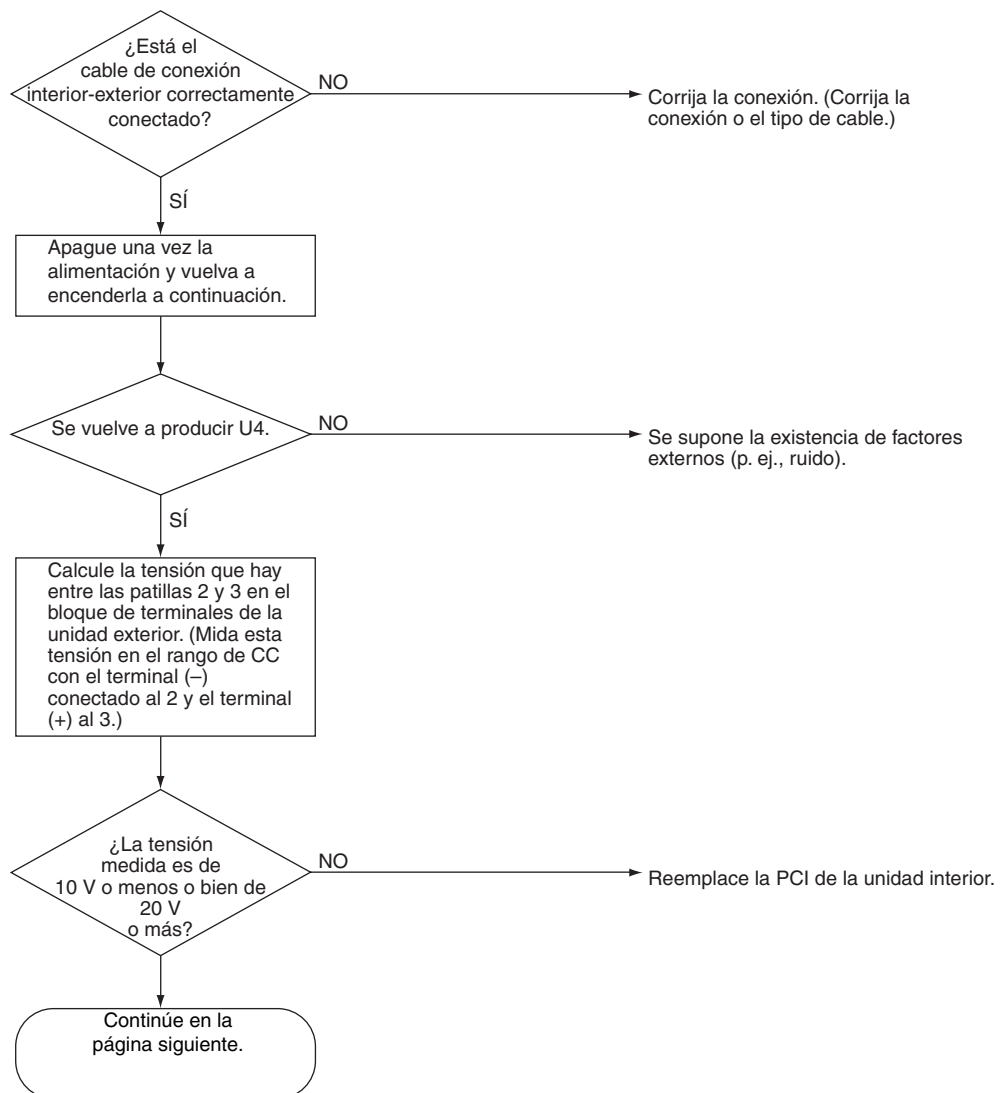 ¿Está el
cable de conexión
interior-exterior correctamente
conectado?
NO
Corrija la conexión. (Corrija la
conexión o el tipo de cable.)
SÍ
Apague una vez la
alimentación y vuelva a
encenderla a continuación.
Se vuelve a producir U4.
NO
Se supone la existencia de factores
externos (p. ej., ruido).
SÍ
Calcule la tensión que hay
entre las patillas 2 y 3 en el
bloque de terminales de la
unidad exterior. (Mida esta
tensión en el rango de CC
con el terminal (–)
conectado al 2 y el terminal
(+) al 3.)
¿La tensión
medida es de
10 V o menos o bien de
20 V
o más?
NO
Reemplace la PCI de la unidad interior.
Continúe en la
página siguiente.